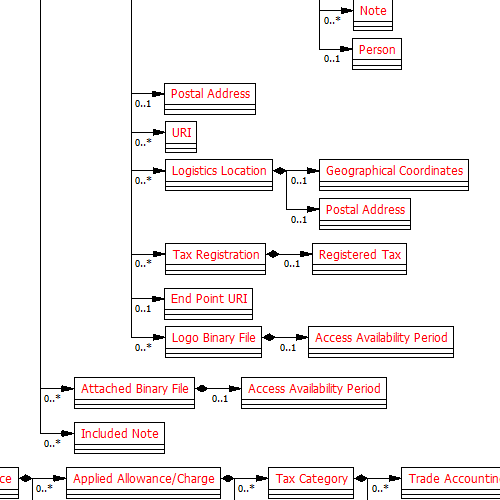 Note
0..*
Person
0..1
Postal Address
0..1
URI
0..*
Logistics Location
0..*
Geographical Coordinates
0..1
Postal Address
0..1
Tax Registration
0..*
Registered Tax
0..1
End Point URI
0..1
Logo Binary File
0..*
Access Availability Period
0..1
Attached Binary File
0..*
Access Availability Period
0..1
Included Note
0..*
ce
Applied Allowance/Charge
Tax Category
Trade Accounting
0..*
0..*
0..*